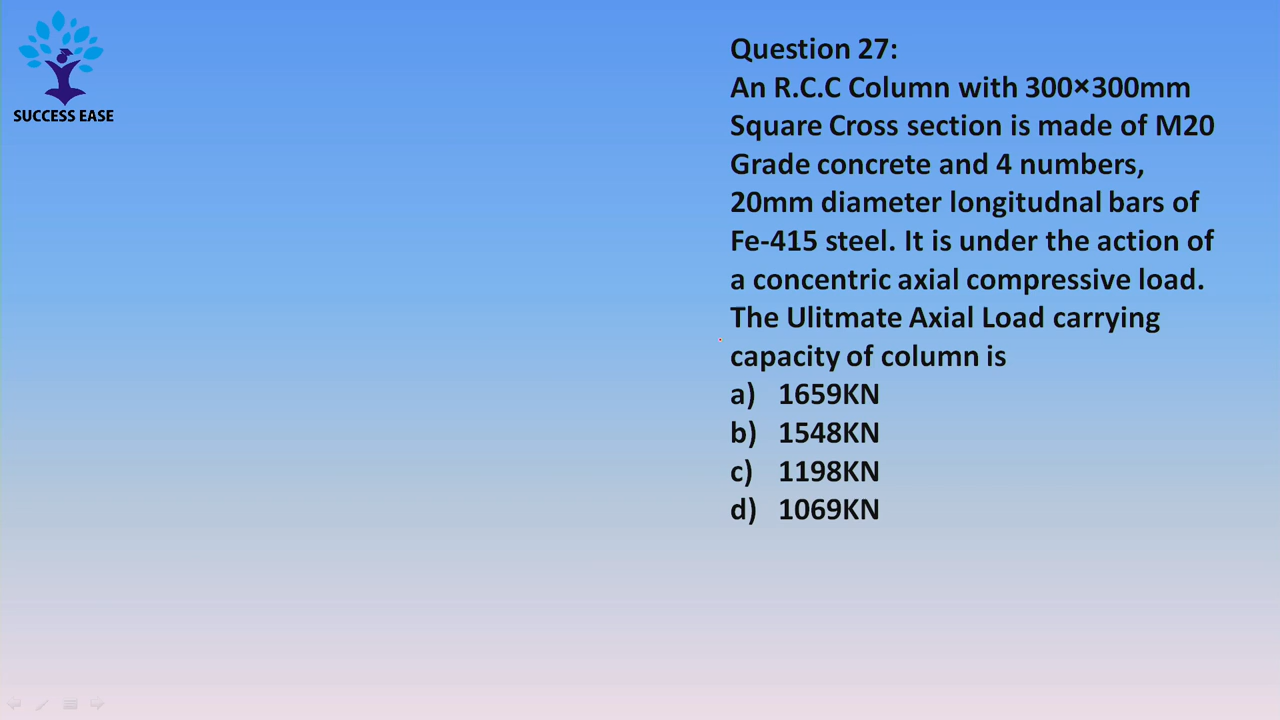 SUCCESS EASE
Question 27:
An R.C.C Column with 300×300mm
Square Cross section is made of M20
Grade concrete and 4 numbers,
20mm diameter longitudnal bars of
Fe-415 steel. It is under the action of
a concentric axial compressive load.
The Ulitmate Axial Load carrying
capacity of column is
a) 1659KN
b) 1548KN
c) 1198KN
d) 1069KN